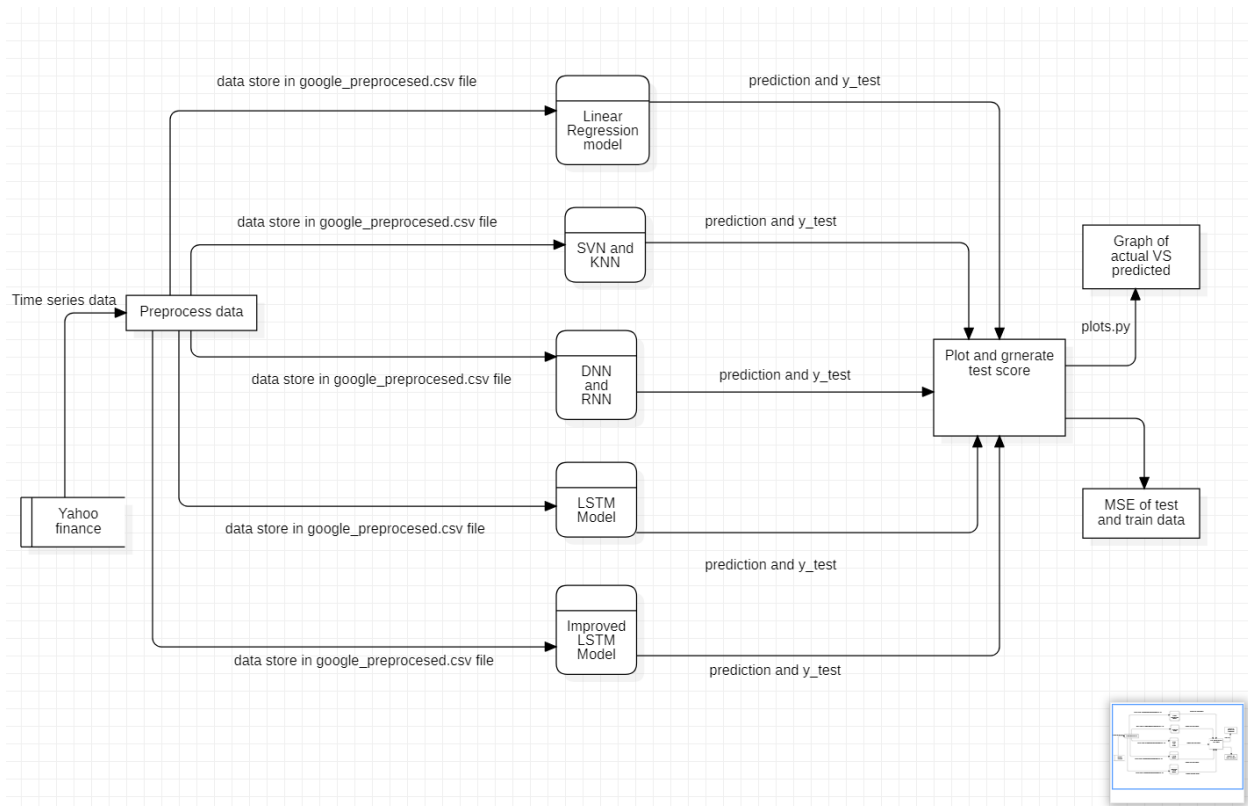 data store in google_preprocesed.csv file
prediction and y_test
Linear
Regression
model
data store in google_preprocesed.csv file
prediction and y_test
SVN and
KNN
Graph of
actual VS
predicted
Time series data
Preprocess data
plots.py
Plot and grnerate
test score
data store in google_preprocesed.csv file
DNN
and
RNN
prediction and y_test
Yahoo
finance
LSTM
Model
data store in google_preprocesed.csv file
MSE of test
and train data
prediction and y_test
Improved
LSTM
Model
data store in google_preprocesed.csv file
prediction and y_test